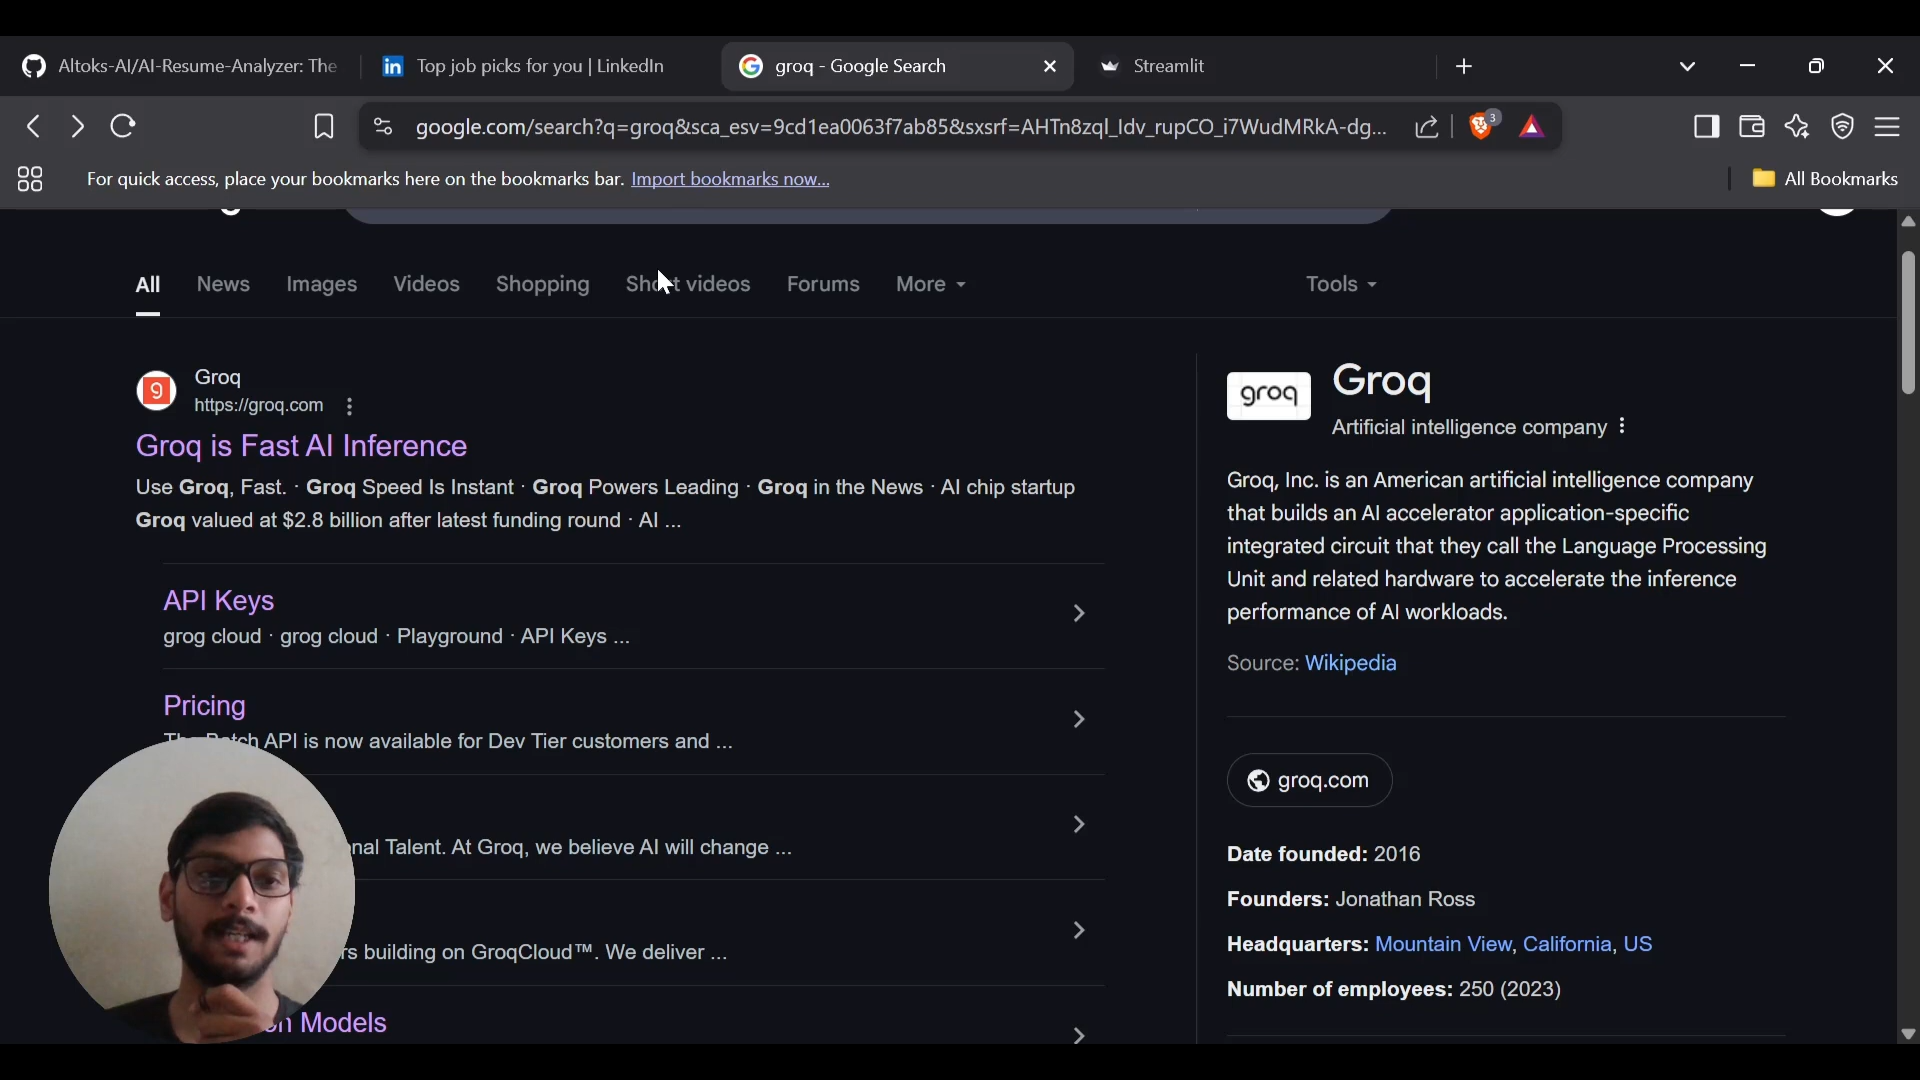 Altoks-AI/AI-Resume-Analyzer: The
Top job picks for you | LinkedIn
groq - Google Search
Streamlit
google.com/search?q=groq&sca_esv=9cd1ea0063f7ab85&sxsrf=AHTn8zql_Idv_rupCO_i7WudMRkA-dg...
3
For quick access, place your bookmarks here on the bookmarks bar. Import bookmarks now...
All Bookmarks
All
News
Images
Videos
Shopping
Short videos
Forums
More
Tools
Groq
https://groq.com
Groq is Fast AI Inference
Use Groq, Fast. · Groq Speed Is Instant · Groq Powers Leading · Groq in the News · AI chip startup
Groq valued at $2.8 billion after latest funding round · AI ...
API Keys
grog cloud · grog cloud · Playground · API Keys ...
Pricing
The Batch API is now available for Dev Tier customers and ...
Talent. At Groq, we believe AI will change ...
building on GroqCloud™. We deliver ...
Models
groq
Groq
Artificial intelligence company
Groq, Inc. is an American artificial intelligence company
that builds an AI accelerator application-specific
integrated circuit that they call the Language Processing
Unit and related hardware to accelerate the inference
performance of AI workloads.
Source: Wikipedia
groq.com
Date founded: 2016
Founders: Jonathan Ross
Headquarters: Mountain View, California, US
Number of employees: 250 (2023)